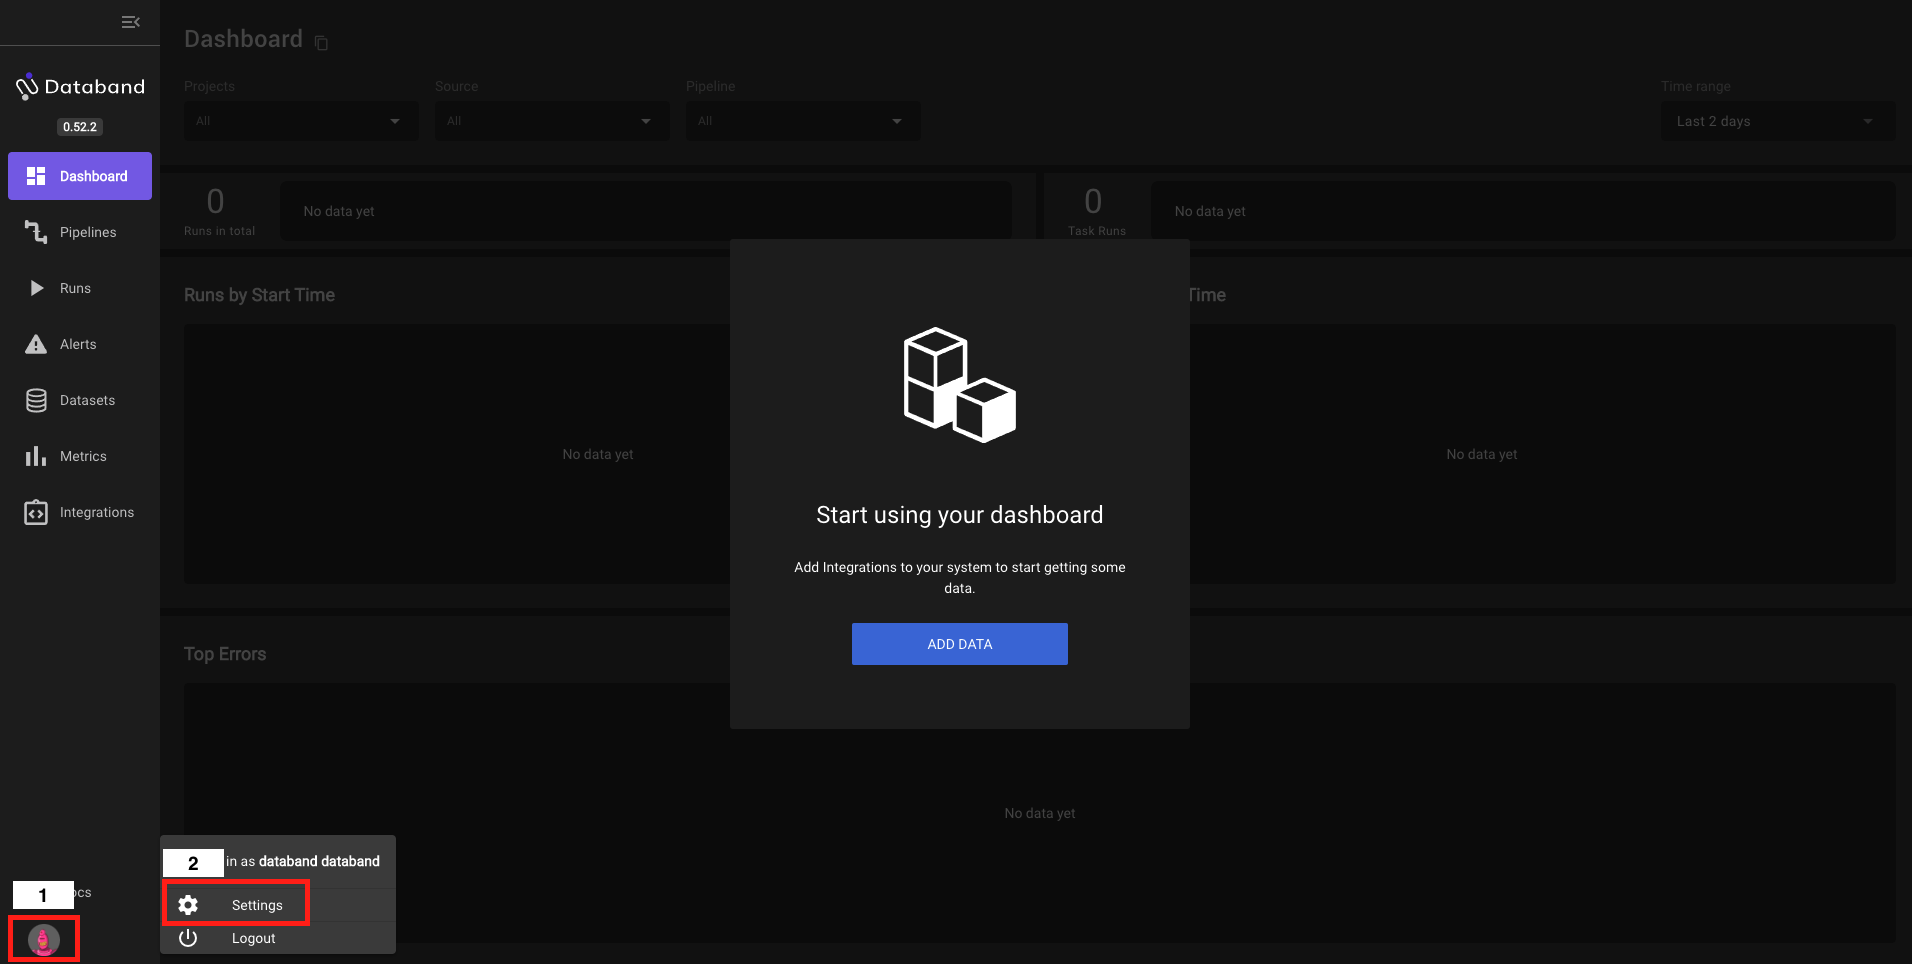 Databand
0.52.2
Dashboard
Pipelines
Runs
Alerts
Datasets
Metrics
Integrations
Dashboard
Projects
All
Source
All
Pipeline
All
Time range
Last 2 days
0
Runs in total
No data yet
0
Task Runs
No data yet
Runs by Start Time
Time
No data yet
No data yet
Start using your dashboard
Add Integrations to your system to start getting some
data.
ADD DATA
Top Errors
No data yet
2 in as databand databand
Settings
Logout
1